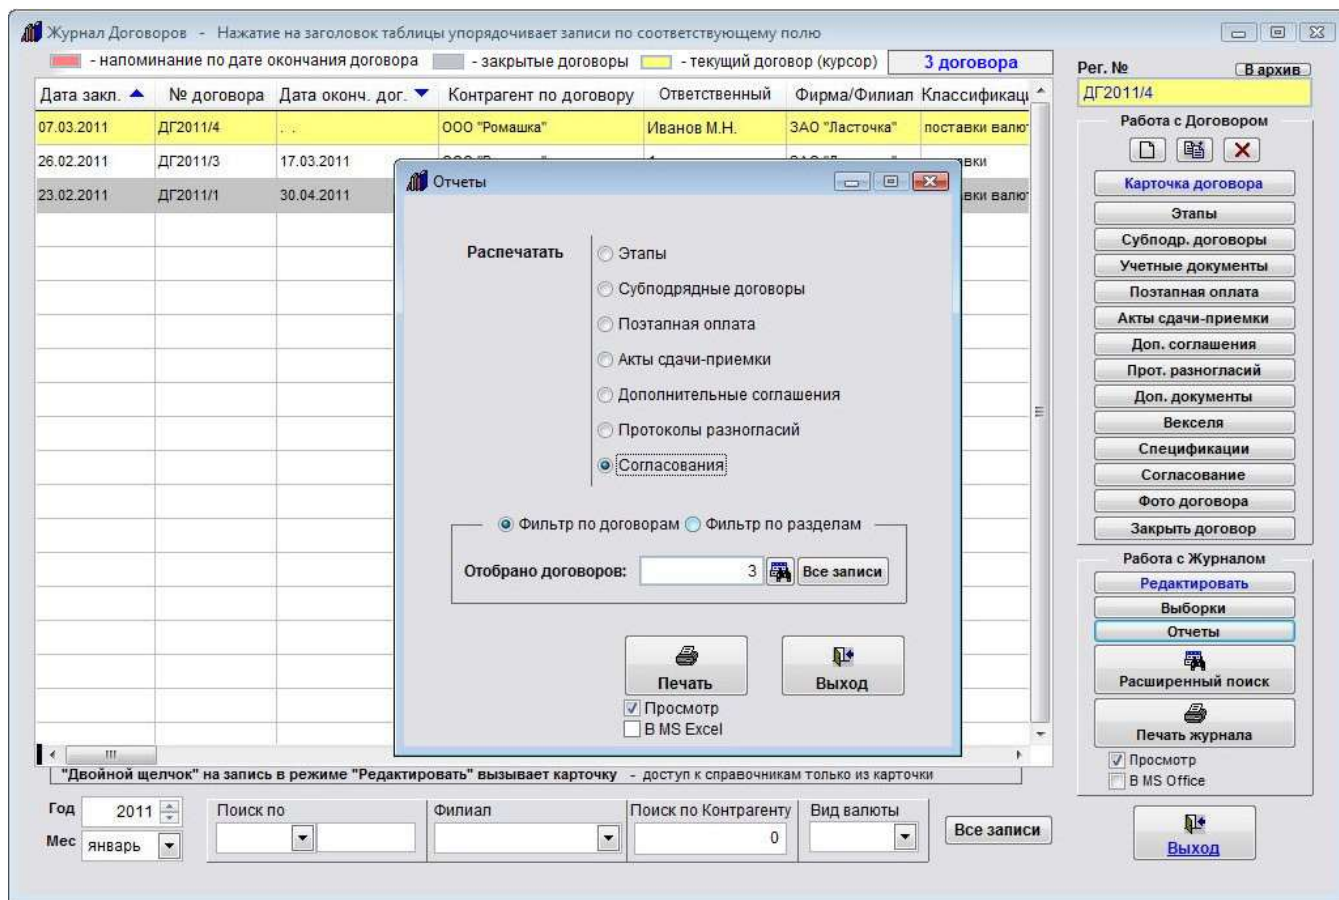 Журнал Договоров - Нажатие на заголовок таблицы упорядочивает записи по соответствующему полю
- напоминание по дате окончания договора - закрытые договоры - текущий договор (курсор) 3 договора
Дата закл. № договора Дата оконч. дог. Контрагент по договору Ответственный Фирма/Филиал Классификаци
07.03.2011 ДГ2011/4 . . ООО "Ромашка" Иванов М.Н. ЗАО "Ласточка" поставки валют
26.02.2011 ДГ2011/3 17.03.2011
23.02.2011 ДГ2011/1 30.04.2011
Отчеты
Распечатать
Этапы
Субподрядные договоры
Поэтапная оплата
Акты сдачи-приемки
Дополнительные соглашения
Протоколы разногласий
Согласования
Фильтр по договорам Фильтр по разделам
Отобрано договоров: 3 Все записи
Печать Выход
Просмотр
В MS Excel
"Двойной щелчок" на запись в режиме "Редактировать" вызывает карточку - доступ к справочникам только из карточки
Год 2011 Поиск по Филиал Поиск по Контрагенту Вид валюты
Мес январь 0 Все записи
Рег. № В архив
ДГ2011/4
Работа с Договором
Карточка договора
Этапы
Субподр. договоры
Учетные документы
Поэтапная оплата
Акты сдачи-приемки
Доп. соглашения
Прот. разногласий
Доп. документы
Векселя
Спецификации
Согласование
Фото договора
Закрыть договор
Работа с Журналом
Редактировать
Выборки
Отчеты
Расширенный поиск
Печать журнала
Просмотр
В MS Office
Выход